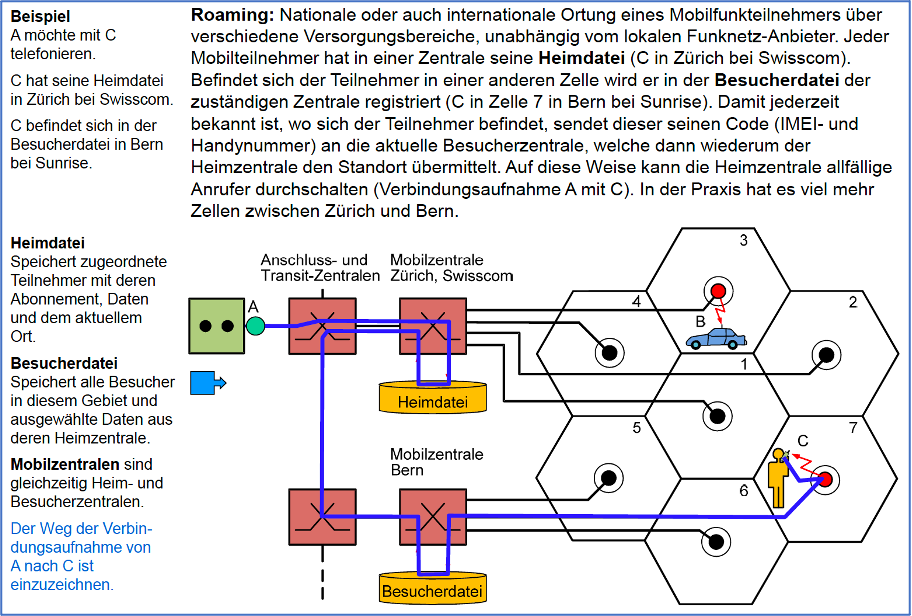 Beispiel
A möchte mit C
telefonieren.
C hat seine Heimdatei
in Zürich bei Swisscom.
C befindet sich in der
Besucherdatei in Bern
bei Sunrise.
Roaming: Nationale oder auch internationale Ortung eines Mobilfunkteilnehmers über
verschiedene Versorgungsbereiche, unabhängig vom lokalen Funknetz-Anbieter. Jeder
Mobilteilnehmer hat in einer Zentrale seine Heimdatei (C in Zürich bei Swisscom).
Befindet sich der Teilnehmer in einer anderen Zelle wird er in der Besucherdatei der
zuständigen Zentrale registriert (C in Zelle 7 in Bern bei Sunrise). Damit jederzeit
bekannt ist, wo sich der Teilnehmer befindet, sendet dieser seinen Code (IMEI- und
Handynummer) an die aktuelle Besucherzentrale, welche dann wiederum der
Heimzentrale den Standort übermittelt. Auf diese Weise kann die Heimzentrale allfällige
Anrufer durchschalten (Verbindungsaufnahme A mit C). In der Praxis hat es viel mehr
Zellen zwischen Zürich und Bern.
Heimdatei
Speichert zugeordnete
Teilnehmer mit deren
Abonnement, Daten
und dem aktuellem
Ort.
Besucherdatei
Speichert alle Besucher
in diesem Gebiet und
ausgewählte Daten aus
deren Heimzentrale.
Mobilzentralen sind
gleichzeitig Heim- und
Besucherzentralen.
Der Weg der Verbin-
dungsaufnahme von
A nach C ist
einzuzeichnen.
Anschluss- und
Transit-Zentralen
Mobilzentrale
Zürich, Swisscom
A
Heimdatei
Mobilzentrale
Bern
Besucherdatei
3
4
2
B
1
5
7
C
6